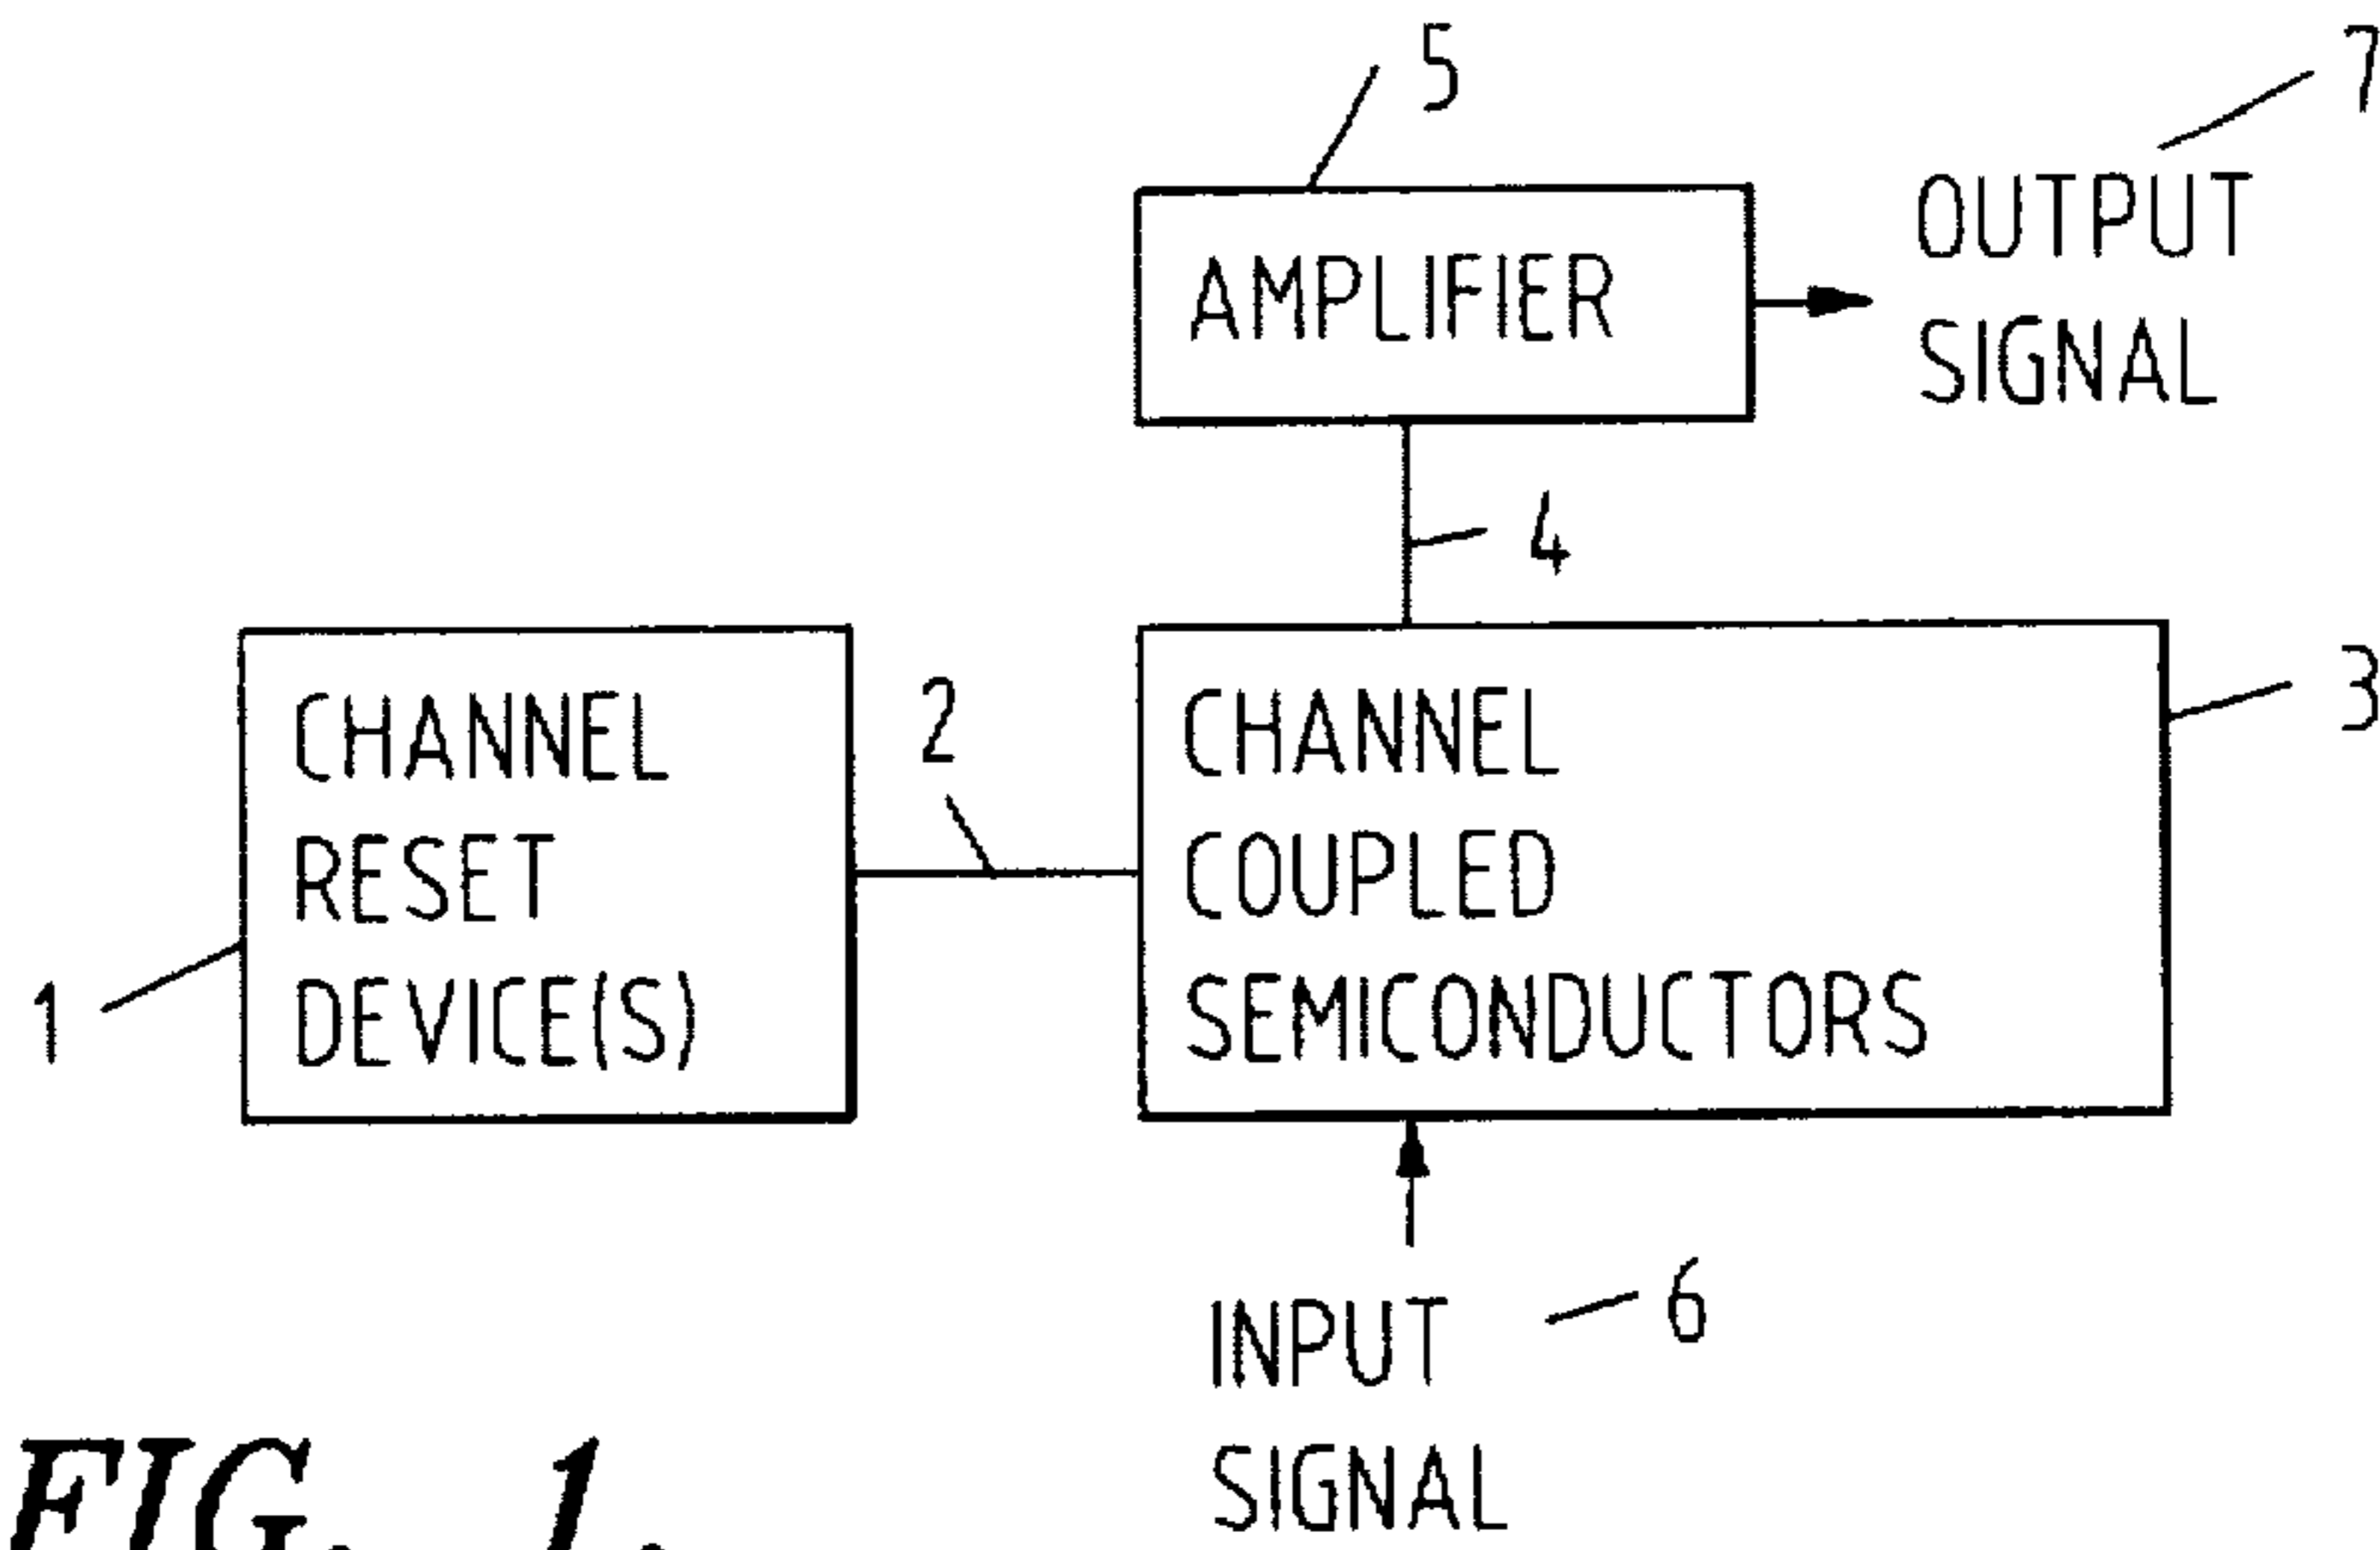 5
7
AMPLIFIER
OUTPUT
SIGNAL
4
CHANNEL
RESET
DEVICE(S)
1
2
CHANNEL
COUPLED
SEMICONDUCTORS
3
INPUT
SIGNAL
6
FIG. 1.